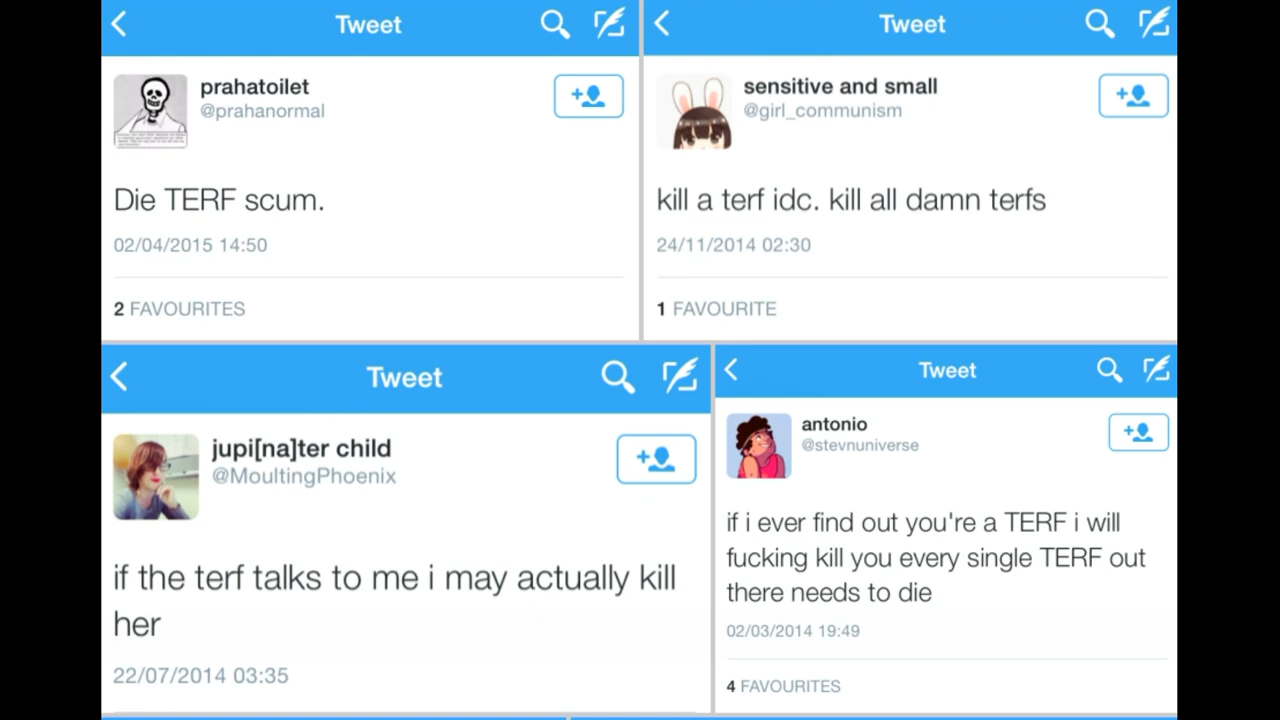 Tweet
prahatoilet
@prahanormal
Die TERF scum.
02/04/2015 14:50
2 FAVOURITES
Tweet
sensitive and small
@girl_communism
kill a terf idc. kill all damn terfs
24/11/2014 02:30
1 FAVOURITE
Tweet
jupi[na]ter child
@MoultingPhoenix
if the terf talks to me i may actually kill
her
22/07/2014 03:35
Tweet
antonio
@stevnuniverse
if i ever find out you're a TERF i will
fucking kill you every single TERF out
there needs to die
02/03/2014 19:49
4 FAVOURITES